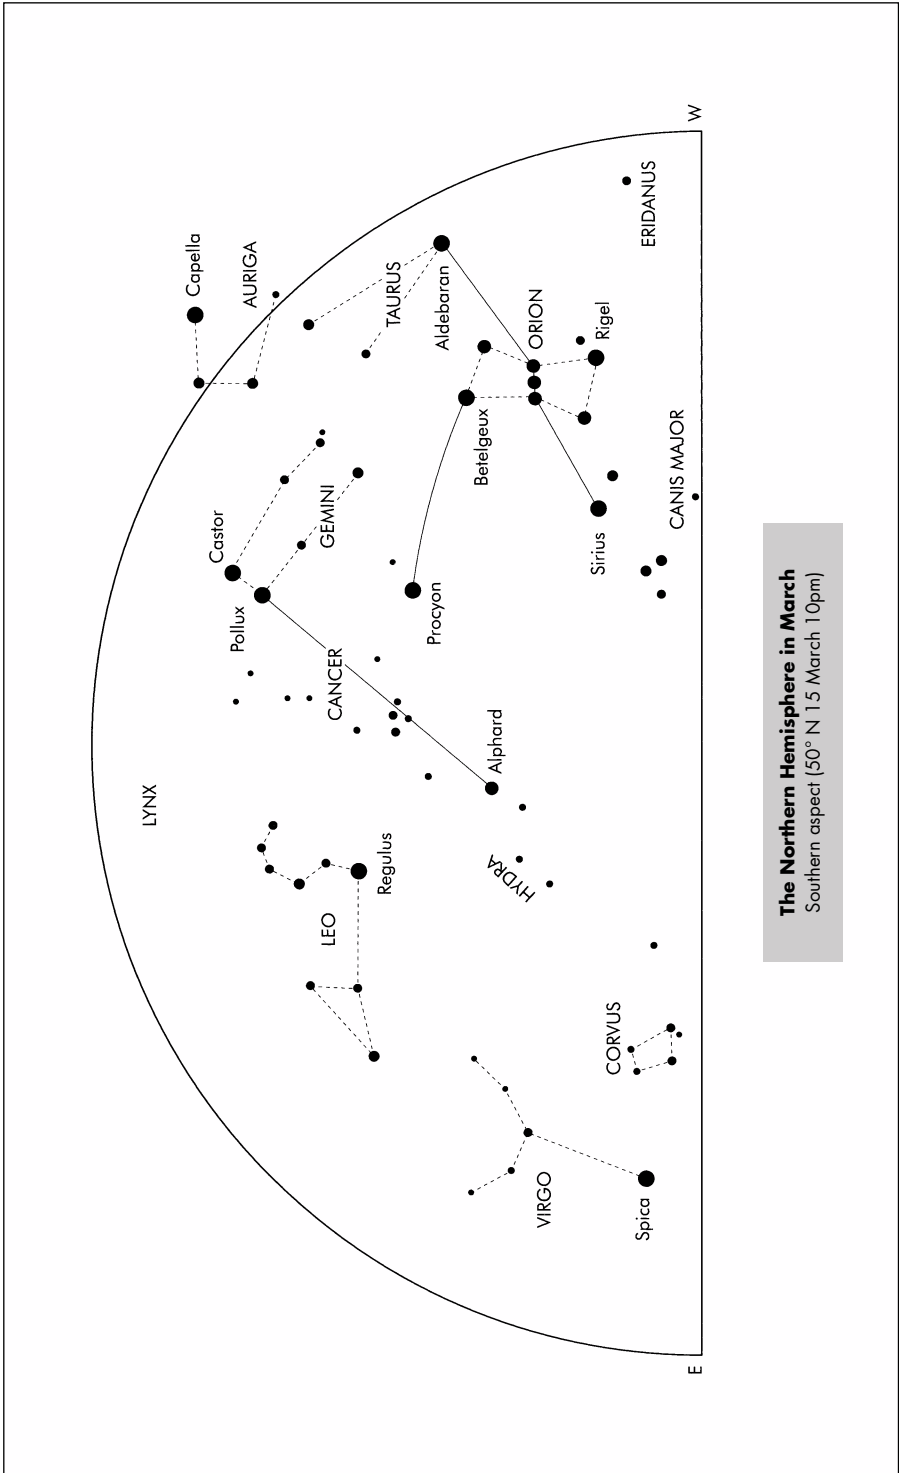 Capella
AURIGA
TAURUS
Aldebaran
ORION
Rigel
ERIDANUS
W
Betelgeux
CANIS MAJOR
Sirius
Castor
GEMINI
Pollux
Procyon
CANCER
Alphard
LYNX
Regulus
HYDRA
LEO
CORVUS
VIRGO
Spica
E
The Northern Hemisphere in March
Southern aspect (50° N 15 March 10pm)